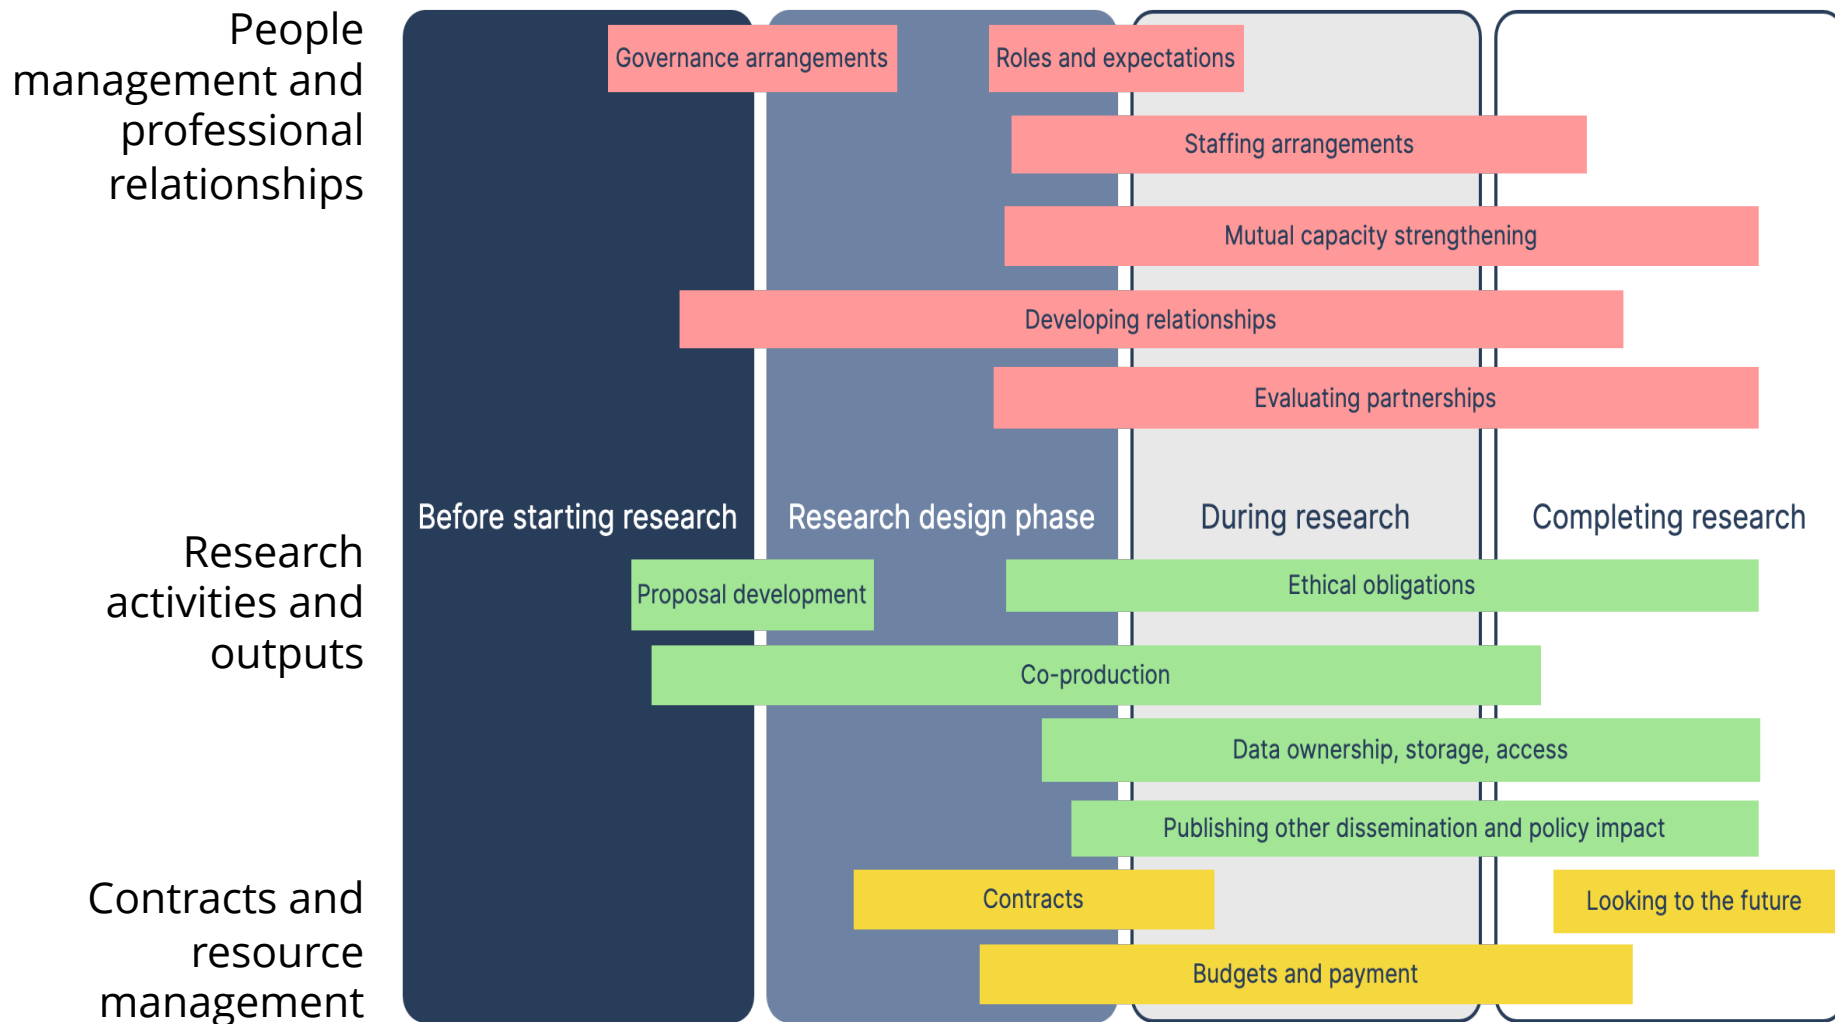 People
management and
professional
relationships
Governance arrangements
Roles and expectations
Staffing arrangements
Mutual capacity strengthening
Developing relationships
Evaluating partnerships
Before starting research
Research design phase
During research
Completing research
Research
activities and
outputs
Proposal development
Ethical obligations
Co-production
Data ownership, storage, access
Publishing other dissemination and policy impact
Contracts and
resource
management
Contracts
Looking to the future
Budgets and payment